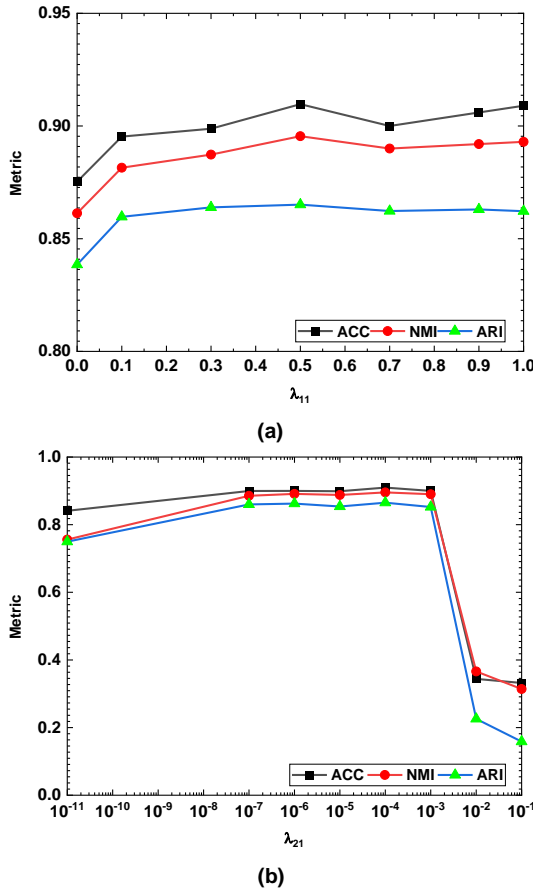 0.95
0.90
0.85
0.80
Metric
ACC NMI ARI
0.0 0.1 0.2 0.3 0.4 0.5 0.6 0.7 0.8 0.9 1.0
λ₁₁
(a)
1.0
0.8
0.6
0.4
0.2
0.0
Metric
ACC NMI ARI
10⁻¹¹ 10⁻¹⁰ 10⁻⁹ 10⁻⁸ 10⁻⁷ 10⁻⁶ 10⁻⁵ 10⁻⁴ 10⁻³ 10⁻² 10⁻¹
λ₂₁
(b)